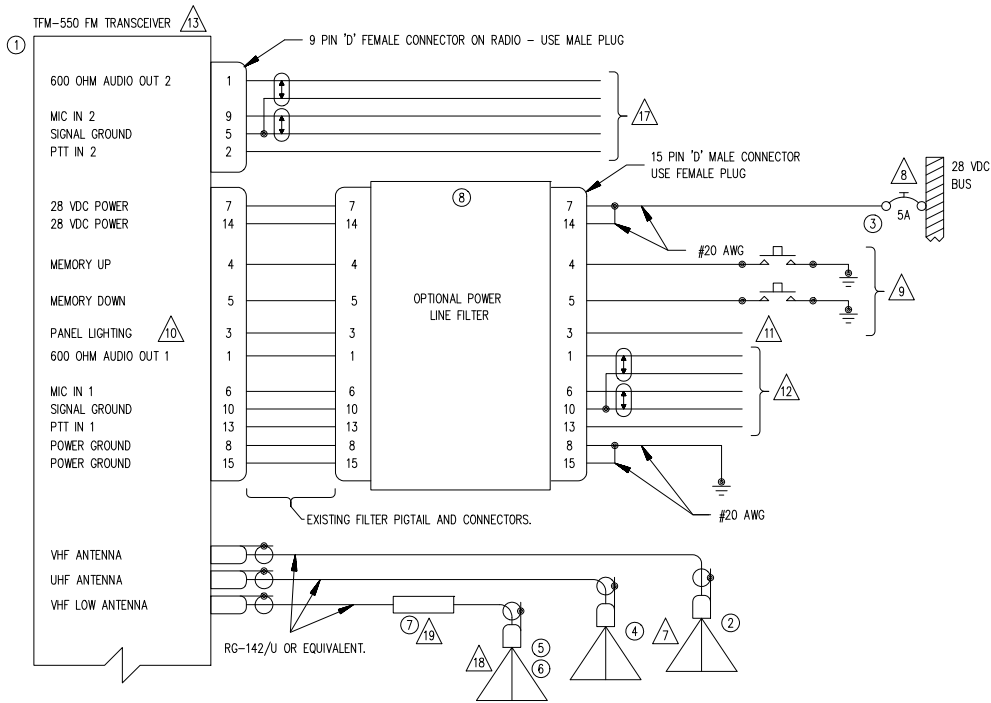 TFM-550 FM TRANSCEIVER 13
1
9 PIN 'D' FEMALE CONNECTOR ON RADIO - USE MALE PLUG
600 OHM AUDIO OUT 2 1
MIC IN 2 9
SIGNAL GROUND 5
PTT IN 2 2
17
15 PIN 'D' MALE CONNECTOR
USE FEMALE PLUG
8
28 VDC
BUS
3
5A
8
28 VDC POWER 7 7 7
28 VDC POWER 14 14 14
#20 AWG
MEMORY UP 4 4 4
MEMORY DOWN 5 5 5
9
OPTIONAL POWER
LINE FILTER
PANEL LIGHTING 10 3 3 3 11
600 OHM AUDIO OUT 1 1 1 1
MIC IN 1 6 6 6
12
SIGNAL GROUND 10 10 10
PTT IN 1 13 13 13
POWER GROUND 8 8 8
POWER GROUND 15 15 15
#20 AWG
EXISTING FILTER PIGTAIL AND CONNECTORS.
VHF ANTENNA
UHF ANTENNA
VHF LOW ANTENNA
RG-142/U OR EQUIVALENT.
7 19
18
5
6
4
7
2